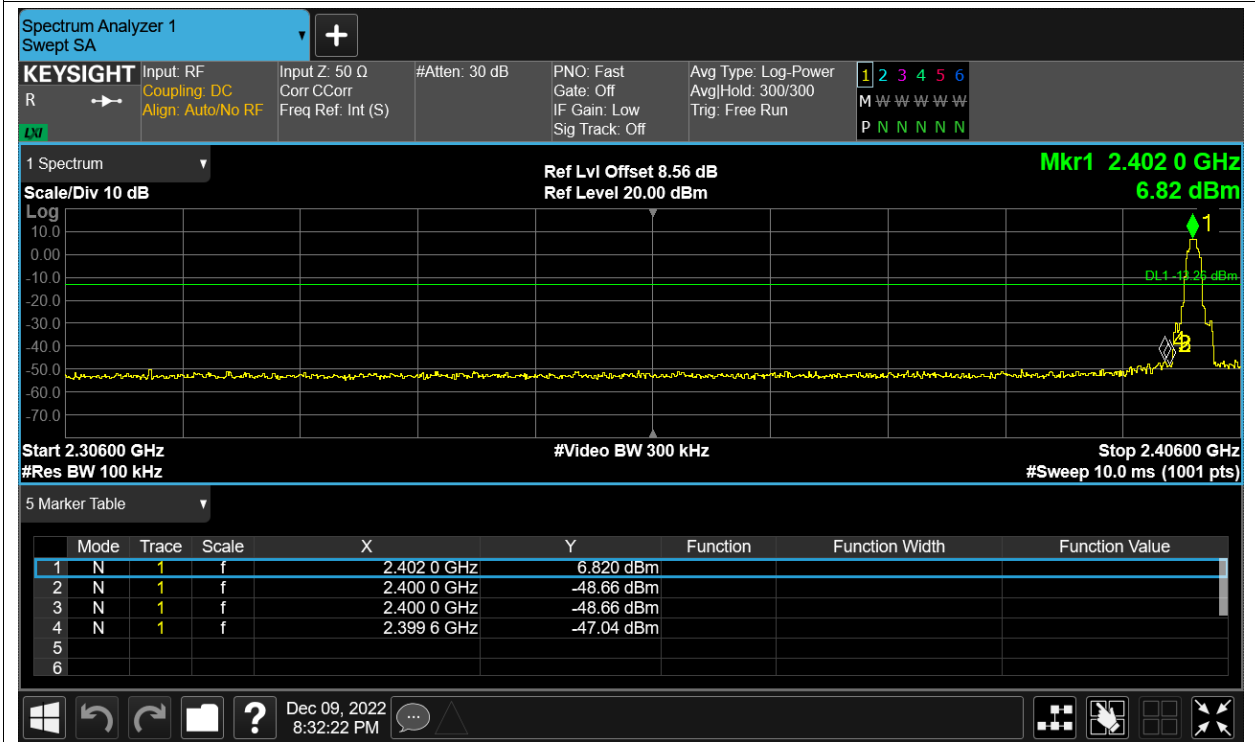 Spectrum Analyzer 1
Swept SA
+
KEYSIGHT Input: RF Input Z: 50 Ω #Atten: 30 dB PNO: Fast Avg Type: Log-Power 1 2 3 4 5 6
R Coupling: DC Corr CCorr Gate: Off Avg|Hold: 300/300 M W W W W W
Align: Auto/No RF Freq Ref: Int (S) IF Gain: Low Trig: Free Run
LXI Sig Track: Off P N N N N N
1 Spectrum Ref Lvl Offset 8.56 dB Mkr1 2.402 0 GHz
Scale/Div 10 dB Ref Level 20.00 dBm 6.82 dBm
Log
1
10.0
0.00
-10.0
DL1 -13.26 dBm
-20.0
-30.0
-40.0
-50.0
-60.0
-70.0
Start 2.30600 GHz #Video BW 300 kHz Stop 2.40600 GHz
#Res BW 100 kHz #Sweep 10.0 ms (1001 pts)
5 Marker Table
Mode Trace Scale X Y Function Function Width Function Value
1 N 1 f 2.402 0 GHz 6.820 dBm
2 N 1 f 2.400 0 GHz -48.66 dBm
3 N 1 f 2.400 0 GHz -48.66 dBm
4 N 1 f 2.399 6 GHz -47.04 dBm
5
6
? Dec 09, 2022
8:32:22 PM